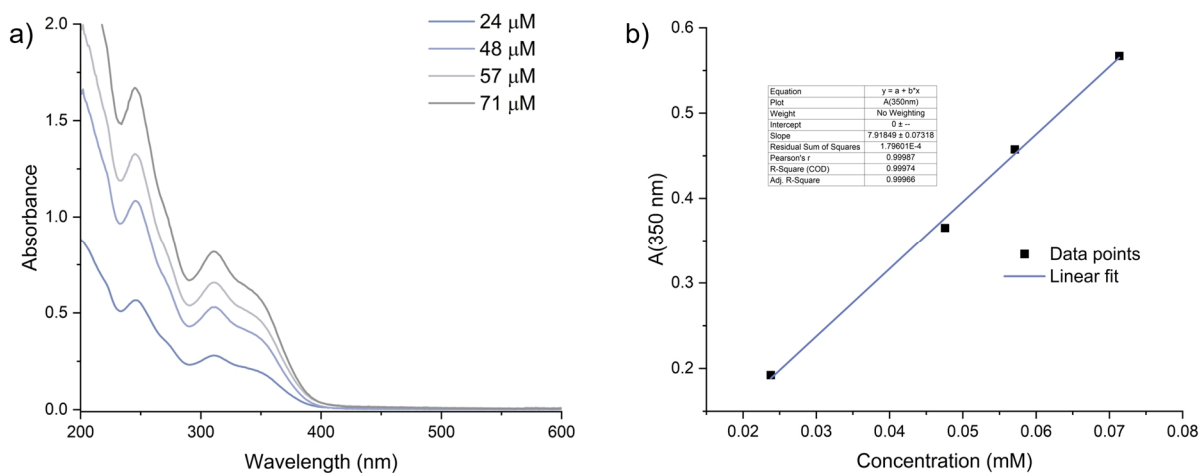 a)
2.0
1.5
1.0
0.5
0.0
Absorbance
200
300
400
500
600
Wavelength (nm)
24 μM
48 μM
57 μM
71 μM
b)
0.6
0.5
0.4
0.3
0.2
A(350 nm)
0.02
0.03
0.04
0.05
0.06
0.07
0.08
Concentration (mM)
Equation y = a + b*x
Plot A(350nm)
Weight No Weighting
Intercept 0 ± --
Slope 7.91849 ± 0.07318
Residual Sum of Squares 1.79601E-4
Pearson's r 0.99987
R-Square (COD) 0.99974
Adj. R-Square 0.99966
Data points
Linear fit